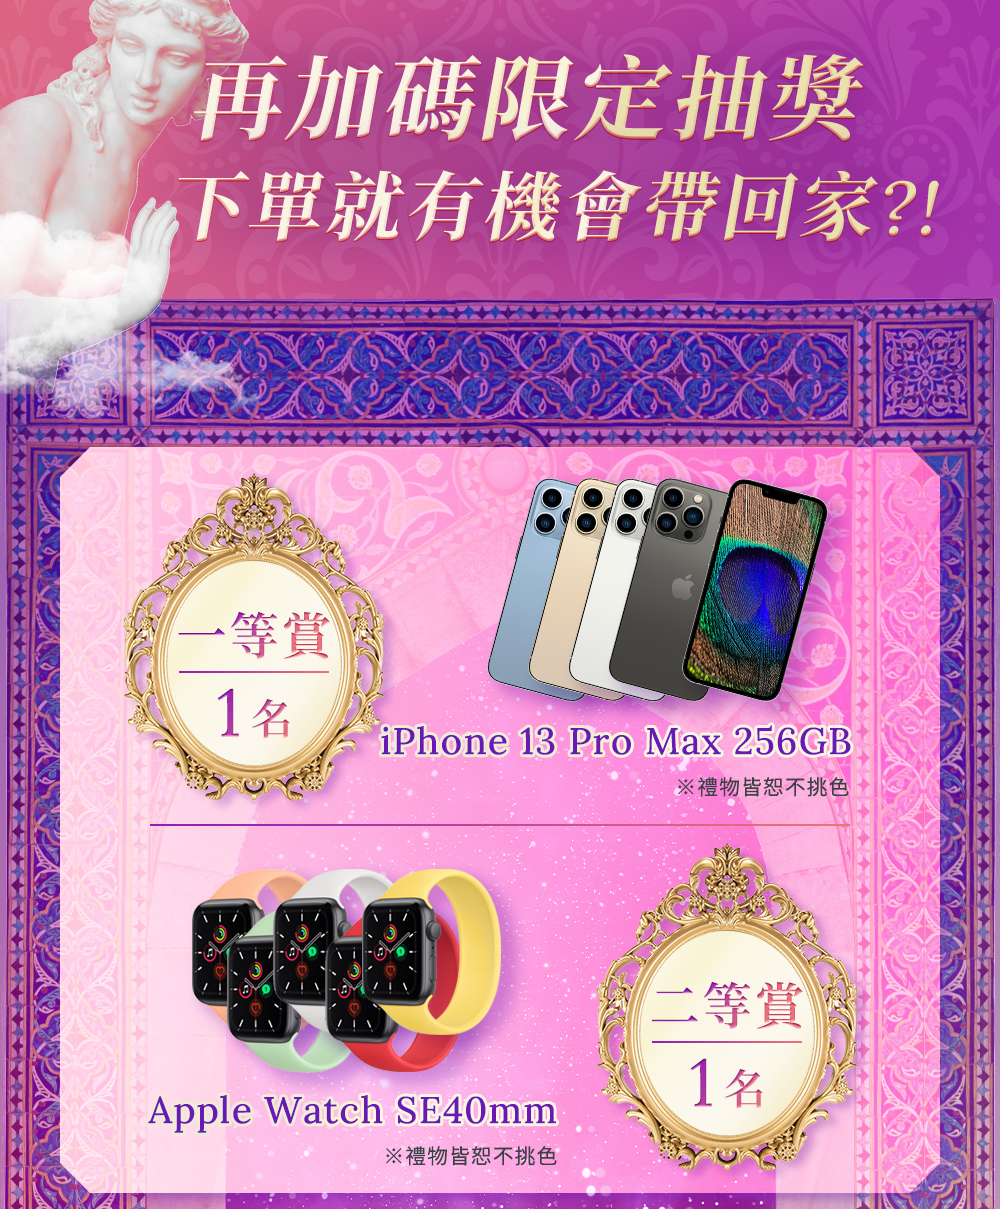 再加碼限定抽獎
下單就有機會帶回家?!
一等賞
1名
iPhone 13 Pro Max 256GB
※禮物皆恕不挑色
Apple Watch SE40mm
※禮物皆恕不挑色
二等賞
1名